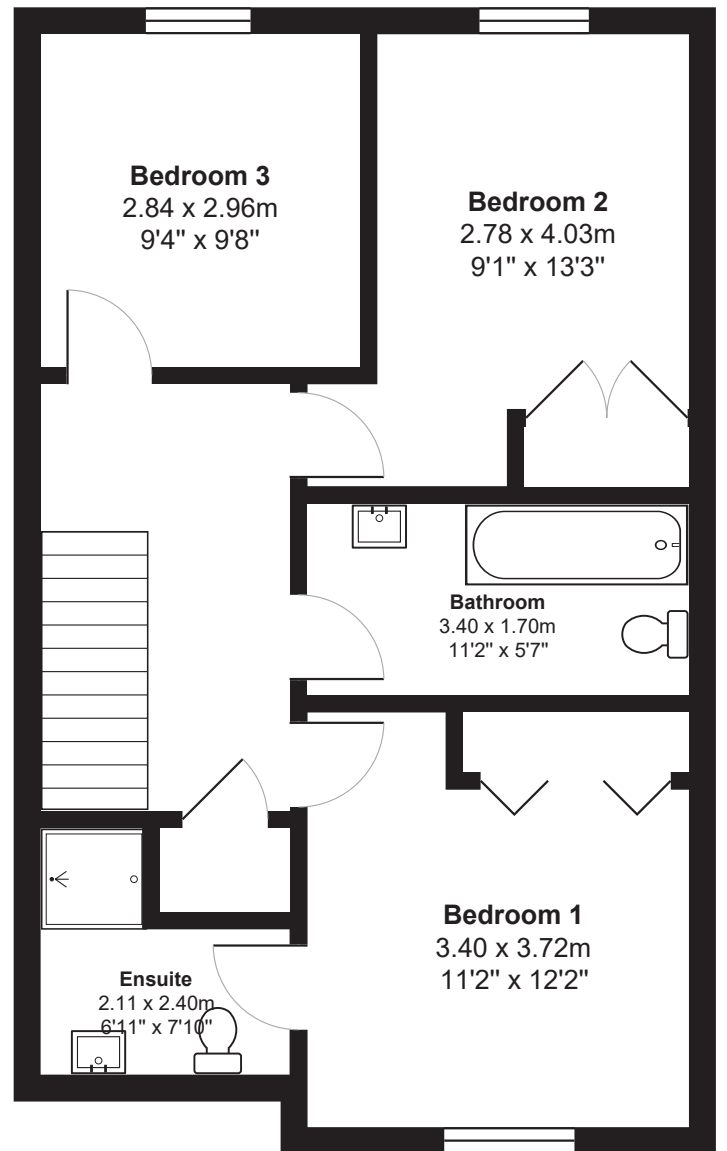 Bedroom 3
2.84 x 2.96m
9'4" x 9'8"
Bedroom 2
2.78 x 4.03m
9'1" x 13'3"
Bathroom
3.40 x 1.70m
11'2" x 5'7"
Bedroom 1
3.40 x 3.72m
11'2" x 12'2"
Ensuite
2.11 x 2.40m
6'11" x 7'10"